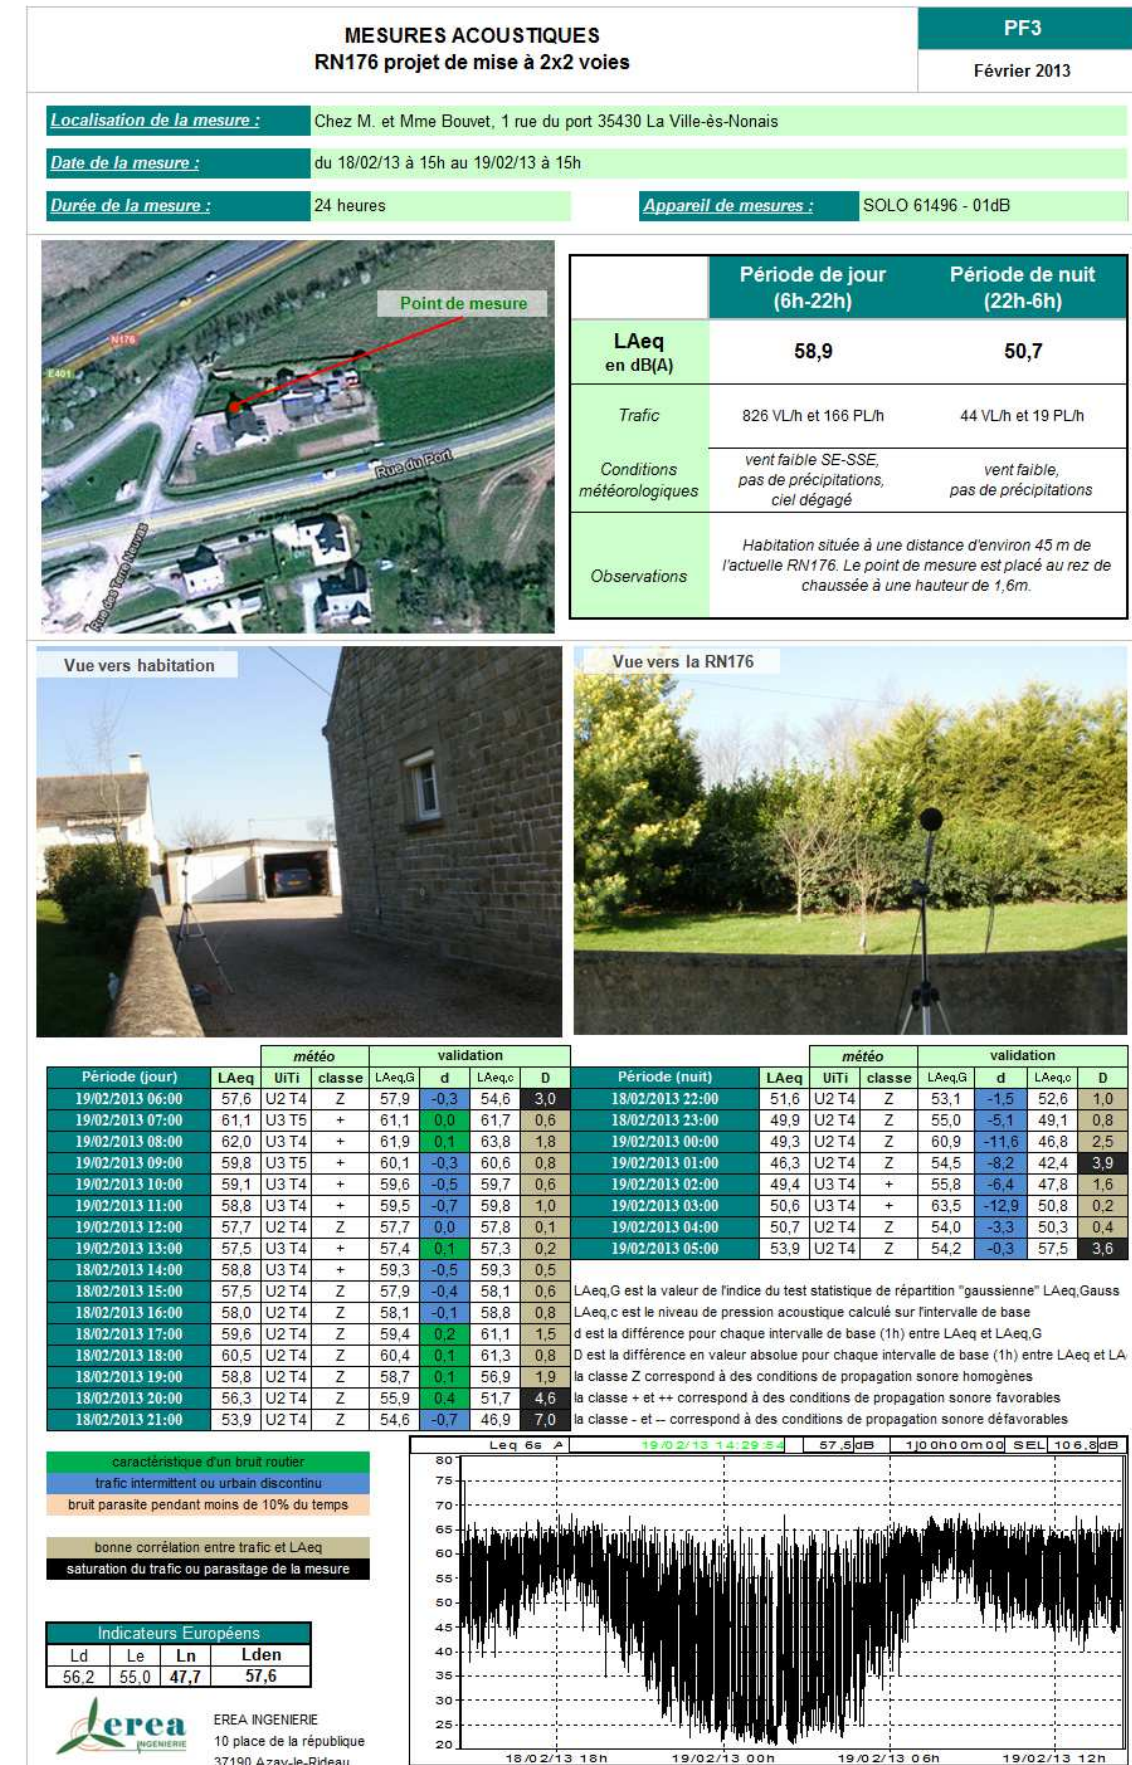 MESURES ACOUSTIQUES
RN176 projet de mise à 2x2 voies
PF3
Février 2013
Localisation de la mesure :
Chez M. et Mme Bouvet, 1 rue du port 35430 La Ville-ès-Nonais
Date de la mesure :
du 18/02/13 à 15h au 19/02/13 à 15h
Durée de la mesure :
24 heures
Appareil de mesures :
SOLO 61496 - 01dB
Point de mesure
N176
E401
Rue du Port
Rue des Terre Neuvas
Période de jour (6h-22h)
Période de nuit (22h-6h)
LAeq en dB(A) 58,9 50,7
Trafic 826 VL/h et 166 PL/h 44 VL/h et 19 PL/h
Conditions météorologiques
vent faible SE-SSE, pas de précipitations, ciel dégagé
vent faible, pas de précipitations
Observations
Habitation située à une distance d'environ 45 m de
l'actuelle RN176. Le point de mesure est placé au rez de
chaussée à une hauteur de 1,6m.
Vue vers habitation
Vue vers la RN176
météo validation
Période (jour) LAeq UiTi classe LAeq,G d LAeq,c D
19/02/2013 06:00 57,6 U2 T4 Z 57,9 -0,3 54,6 3,0
19/02/2013 07:00 61,1 U3 T5 + 61,1 0,0 61,7 0,6
19/02/2013 08:00 62,0 U3 T4 + 61,9 0,1 63,8 1,8
19/02/2013 09:00 59,8 U3 T5 + 60,1 -0,3 60,6 0,8
19/02/2013 10:00 59,1 U3 T4 + 59,6 -0,5 59,7 0,6
19/02/2013 11:00 58,8 U3 T4 + 59,5 -0,7 59,8 1,0
19/02/2013 12:00 57,7 U2 T4 Z 57,7 0,0 57,8 0,1
19/02/2013 13:00 57,5 U3 T4 + 57,4 0,1 57,3 0,2
18/02/2013 14:00 58,8 U3 T4 + 59,3 -0,5 59,3 0,5
18/02/2013 15:00 57,5 U2 T4 Z 57,9 -0,4 58,1 0,6
18/02/2013 16:00 58,0 U2 T4 Z 58,1 -0,1 58,8 0,8
18/02/2013 17:00 59,6 U2 T4 Z 59,4 0,2 61,1 1,5
18/02/2013 18:00 60,5 U2 T4 Z 60,4 0,1 61,3 0,8
18/02/2013 19:00 58,8 U2 T4 Z 58,7 0,1 56,9 1,9
18/02/2013 20:00 56,3 U2 T4 Z 55,9 0,4 51,7 4,6
18/02/2013 21:00 53,9 U2 T4 Z 54,6 -0,7 46,9 7,0
météo validation
Période (nuit) LAeq UiTi classe LAeq,G d LAeq,c D
18/02/2013 22:00 51,6 U2 T4 Z 53,1 -1,5 52,6 1,0
18/02/2013 23:00 49,9 U2 T4 Z 55,0 -5,1 49,1 0,8
19/02/2013 00:00 49,3 U2 T4 Z 60,9 -11,6 46,8 2,5
19/02/2013 01:00 46,3 U2 T4 Z 54,5 -8,2 42,4 3,9
19/02/2013 02:00 49,4 U3 T4 + 55,8 -6,4 47,8 1,6
19/02/2013 03:00 50,6 U3 T4 + 63,5 -12,9 50,8 0,2
19/02/2013 04:00 50,7 U2 T4 Z 54,0 -3,3 50,3 0,4
19/02/2013 05:00 53,9 U2 T4 Z 54,2 -0,3 57,5 3,6
LAeq,G est la valeur de l'indice du test statistique de répartition "gaussienne" LAeq,Gauss
LAeq,c est le niveau de pression acoustique calculé sur l'intervalle de base
d est la différence pour chaque intervalle de base (1h) entre LAeq et LAeq,G
D est la différence en valeur absolue pour chaque intervalle de base (1h) entre LAeq et LA
la classe Z correspond à des conditions de propagation sonore homogènes
la classe + et ++ correspond à des conditions de propagation sonore favorables
la classe - et -- correspond à des conditions de propagation sonore défavorables
caractéristique d'un bruit routier
trafic intermittent ou urbain discontinu
bruit parasite pendant moins de 10% du temps
bonne corrélation entre trafic et LAeq
saturation du trafic ou parasitage de la mesure
Indicateurs Européens
Ld Le Ln Lden
56,2 55,0 47,7 57,6
erea
INGENIERIE
EREA INGENIERIE
10 place de la république
37190 Azay-le-Rideau
Leq 6s A 19/02/13 14:29:54 57,5dB 1j00h00m00 SEL 106,8dB
80
75
70
65
60
55
50
45
40
35
30
25
20
18/02/13 18h 19/02/13 00h 19/02/13 06h 19/02/13 12h